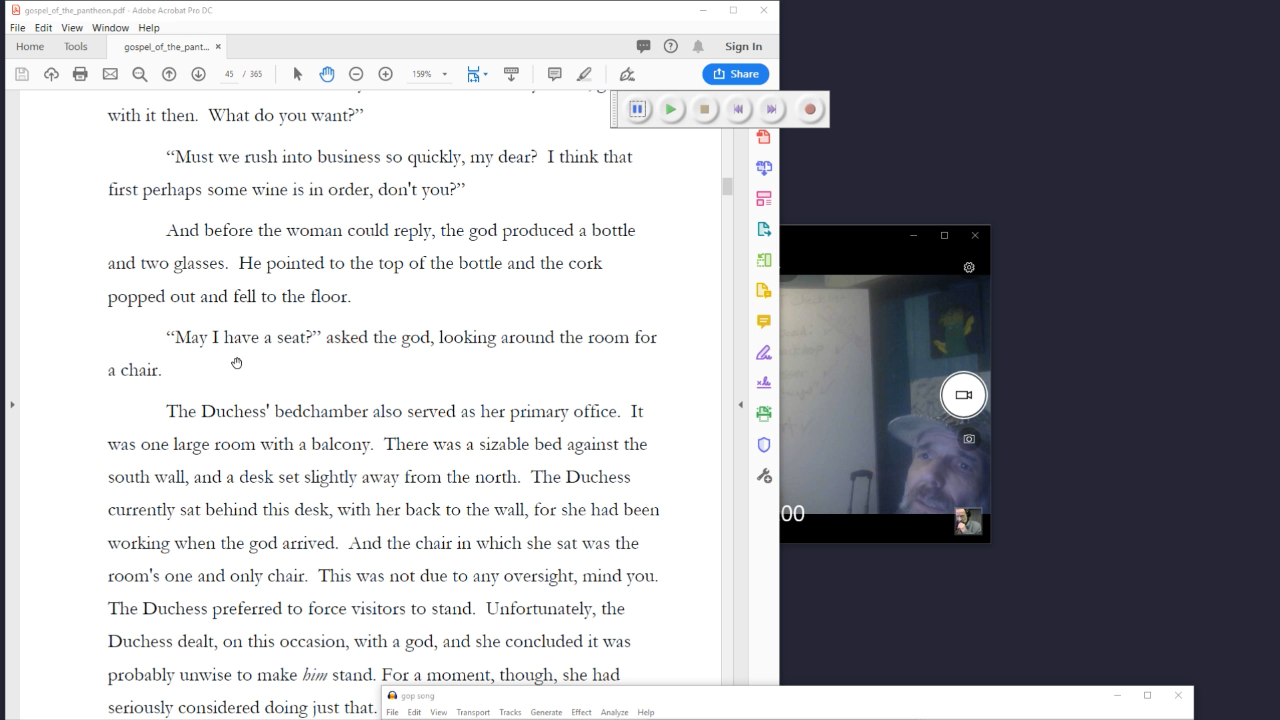 gospel_of_the_pantheon.pdf - Adobe Acrobat Pro DC
File Edit View Window Help
Home Tools gospel_of_the_pant... × Sign In
45 / 365 159% Share
with it then. What do you want?”
“Must we rush into business so quickly, my dear? I think that
first perhaps some wine is in order, don't you?”
And before the woman could reply, the god produced a bottle
and two glasses. He pointed to the top of the bottle and the cork
popped out and fell to the floor.
“May I have a seat?” asked the god, looking around the room for
a chair.
The Duchess' bedchamber also served as her primary office. It
was one large room with a balcony. There was a sizable bed against the
south wall, and a desk set slightly away from the north. The Duchess
currently sat behind this desk, with her back to the wall, for she had been
working when the god arrived. And the chair in which she sat was the
room's one and only chair. This was not due to any oversight, mind you.
The Duchess preferred to force visitors to stand. Unfortunately, the
Duchess dealt, on this occasion, with a god, and she concluded it was
probably unwise to make him stand. For a moment, though, she had
seriously considered doing just that.
00
gop song
File Edit View Transport Tracks Generate Effect Analyze Help